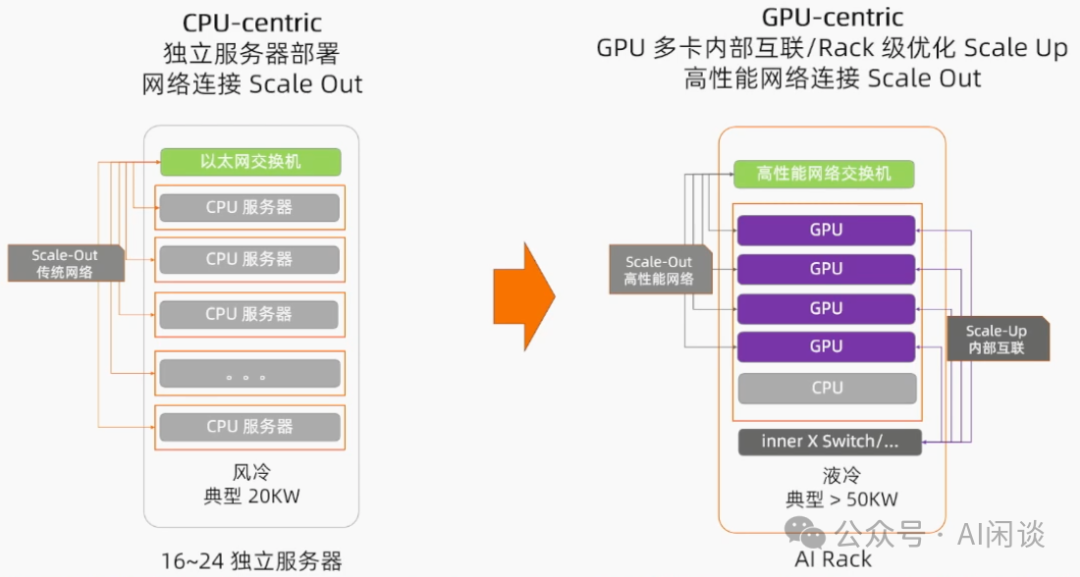 CPU-centric
独立服务器部署
网络连接 Scale Out
以太网交换机
CPU 服务器
CPU 服务器
CPU 服务器
。。。
CPU 服务器
Scale-Out
传统网络
风冷
典型 20KW
16~24 独立服务器
GPU-centric
GPU 多卡内部互联/Rack 级优化 Scale Up
高性能网络连接 Scale Out
高性能网络交换机
GPU
GPU
GPU
GPU
CPU
inner X Switch/...
Scale-Out
高性能网络
Scale-Up
内部互联
液冷
典型 > 50KW
AI Rack
公众号 · AI闲谈